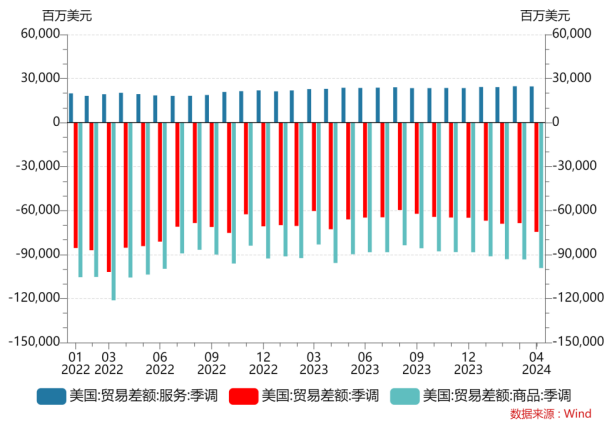 百万美元 百万美元
60,000 60,000
30,000 30,000
0 0
-30,000 -30,000
-60,000 -60,000
-90,000 -90,000
-120,000 -120,000
-150,000 -150,000
01 03 06 09 12 03 06 09 12 04
2022 2022 2022 2022 2022 2023 2023 2023 2023 2024
美国:贸易差额:服务:季调 美国:贸易差额:季调 美国:贸易差额:商品:季调
数据来源：Wind